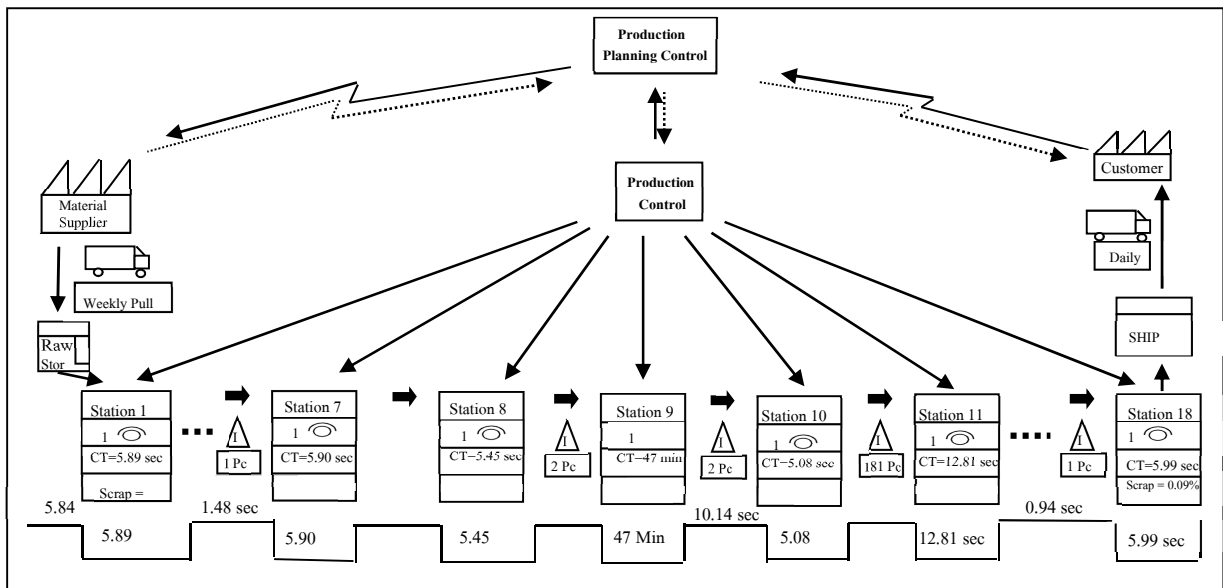 Production
Planning Control
Production
Control
Material
Supplier
Weekly Pull
Raw
Stor
Customer
Daily
SHIP
Station 1
1
CT=5.89 sec
Scrap =
I
1 Pc
Station 7
1
CT=5.90 sec
Station 8
1
CT=5.45 sec
I
2 Pc
Station 9
1
CT=47 min
I
2 Pc
Station 10
1
CT=5.08 sec
I
181 Pc
Station 11
1
CT=12.81 sec
I
1 Pc
Station 18
1
CT=5.99 sec
Scrap = 0.09%
5.84
5.89
1.48 sec
5.90
5.45
47 Min
10.14 sec
5.08
12.81 sec
0.94 sec
5.99 sec